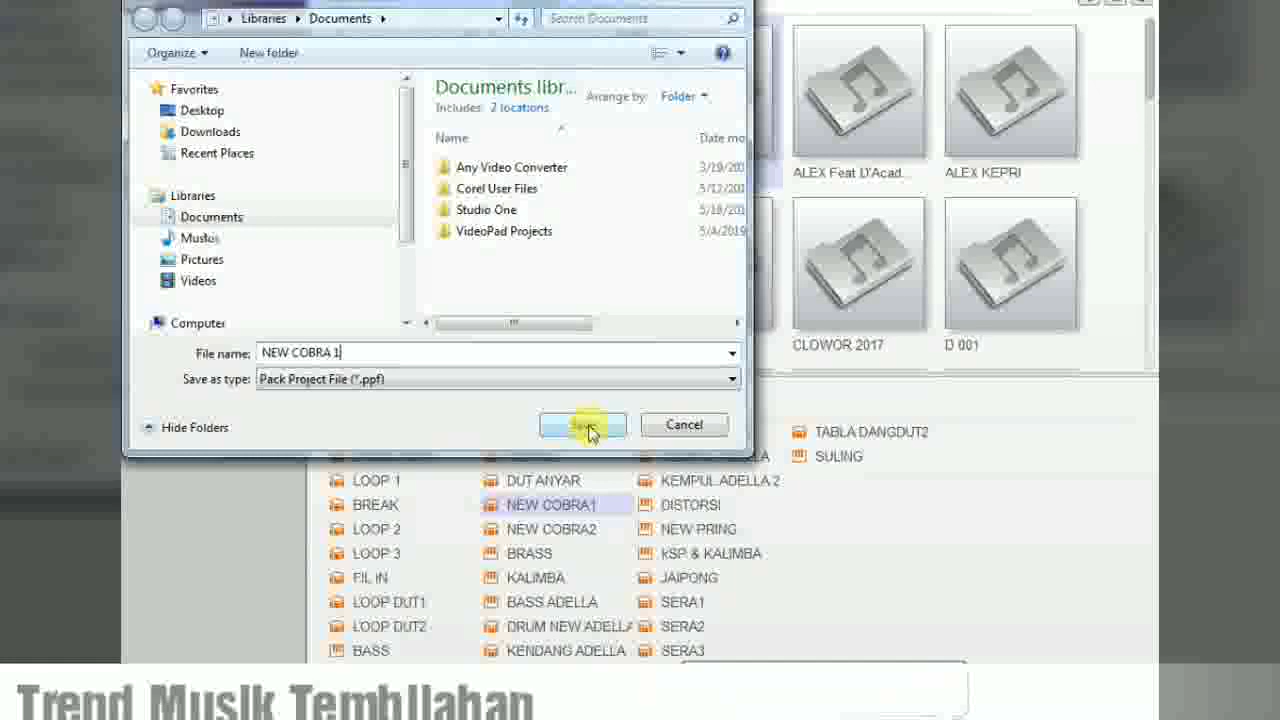 Libraries Documents Search Documents
Organize New folder
Favorites
Desktop
Downloads
Recent Places
Libraries
Documents
Music
Pictures
Videos
Computer
Documents libr...
Includes: 2 locations
Arrange by: Folder
Name Date mo
Any Video Converter 3/19/201
Corel User Files 5/17/201
Studio One 5/18/201
VideoPad Projects 5/4/2019
File name: NEW COBRA 1
Save as type: Pack Project File (*.ppf)
Hide Folders
Save Cancel
ALEX Feat D'Acad... ALEX KEPRI
CLOWOR 2017 D 001
LOOP 1
BREAK
LOOP 2
LOOP 3
FIL IN
LOOP DUT1
LOOP DUT2
BASS
DUT ANYAR
NEW COBRA1
NEW COBRA2
BRASS
KALIMBA
BASS ADELLA
DRUM NEW ADELLA
KENDANG ADELLA
KEMPUL ADELLA 2
DISTORSI
NEW PRING
kSP & KALIMBA
JAIPONG
SERA1
SERA2
SERA3
TABLA DANGDUT2
SULING
Trend Musik Tembilahan